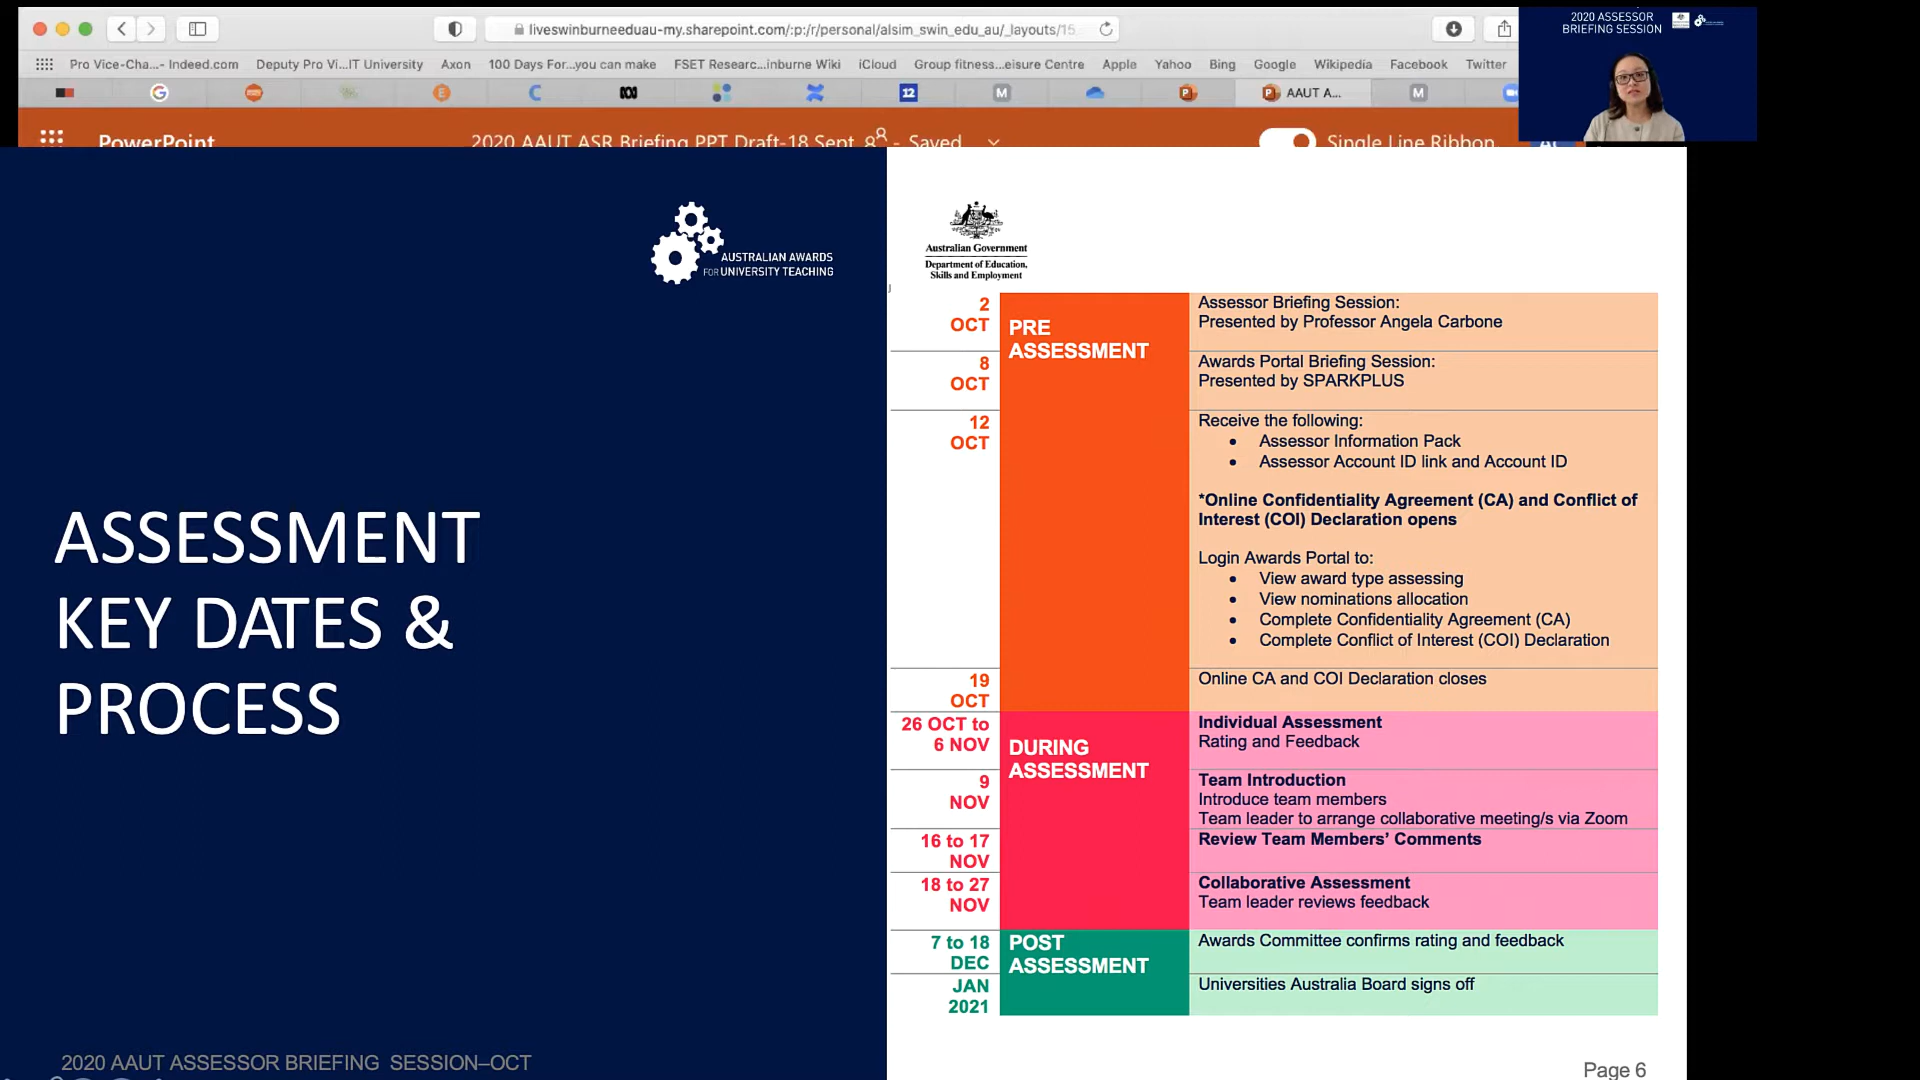 liveswinburneeduau-my.sharepoint.com/:p:/r/personal/alsim_swin_edu_au/_layouts/15
2020 ASSESSOR
BRIEFING SESSION
Pro Vice-Cha...- Indeed.com Deputy Pro Vi...IT University Axon 100 Days For...you can make FSET Researc...inburne Wiki iCloud Group fitness...eisure Centre Apple Yahoo Bing Google Wikipedia Facebook Twitter
12 M AAUT A... M
PowerPoint 2020 AAUT ASR Briefing PPT Draft-18 Sept - Saved Single Line Ribbon
AUSTRALIAN AWARDS
FOR UNIVERSITY TEACHING
Australian Government
Department of Education,
Skills and Employment
ASSESSMENT
KEY DATES &
PROCESS
2
OCT
PRE
ASSESSMENT
Assessor Briefing Session:
Presented by Professor Angela Carbone
8
OCT
Awards Portal Briefing Session:
Presented by SPARKPLUS
12
OCT
Receive the following:
• Assessor Information Pack
• Assessor Account ID link and Account ID
*Online Confidentiality Agreement (CA) and Conflict of
Interest (COI) Declaration opens
Login Awards Portal to:
• View award type assessing
• View nominations allocation
• Complete Confidentiality Agreement (CA)
• Complete Conflict of Interest (COI) Declaration
19
OCT
Online CA and COI Declaration closes
26 OCT to
6 NOV
DURING
ASSESSMENT
Individual Assessment
Rating and Feedback
9
NOV
Team Introduction
Introduce team members
Team leader to arrange collaborative meeting/s via Zoom
16 to 17
NOV
Review Team Members' Comments
18 to 27
NOV
Collaborative Assessment
Team leader reviews feedback
7 to 18
DEC
POST
ASSESSMENT
Awards Committee confirms rating and feedback
JAN
2021
Universities Australia Board signs off
2020 AAUT ASSESSOR BRIEFING SESSION–OCT
Page 6